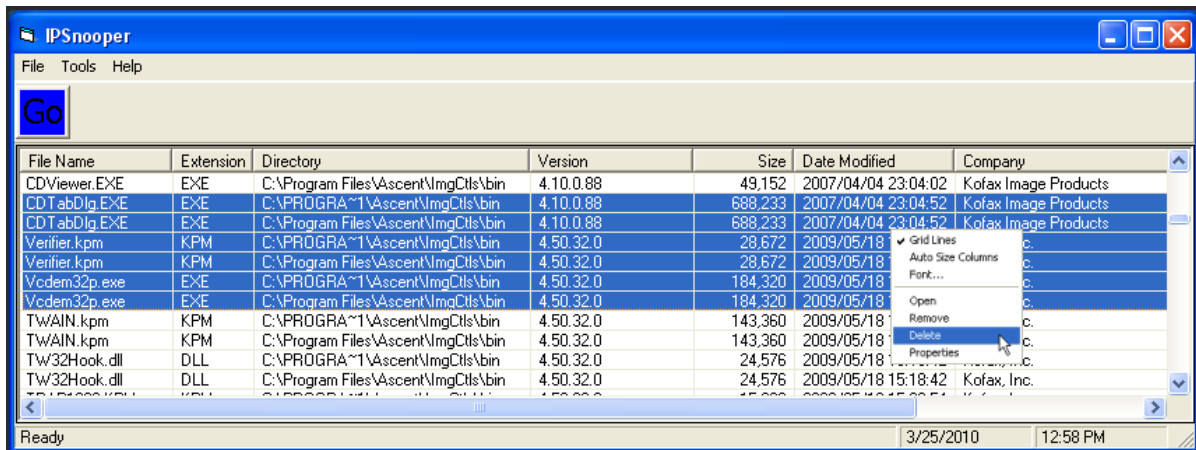 IPSnooper
File Tools Help
Go
File Name Extension Directory Version Size Date Modified Company
CDViewer.EXE EXE C:\Program Files\Ascent\ImgCtls\bin 4.10.0.88 49,152 2007/04/04 23:04:02 Kofax Image Products
CDTabDlg.EXE EXE C:\PROGRA~1\Ascent\ImgCtls\bin 4.10.0.88 688,233 2007/04/04 23:04:52 Kofax Image Products
CDTabDlg.EXE EXE C:\Program Files\Ascent\ImgCtls\bin 4.10.0.88 688,233 2007/04/04 23:04:52 Kofax Image Products
Verifier.kpm KPM C:\PROGRA~1\Ascent\ImgCtls\bin 4.50.32.0 28,672 2009/05/18 Grid Lines c.
Auto Size Columns
Verifier.kpm KPM C:\Program Files\Ascent\ImgCtls\bin 4.50.32.0 28,672 2009/05/18 c.
Font...
Vcdem32p.exe EXE C:\PROGRA~1\Ascent\ImgCtls\bin 4.50.32.0 184,320 2009/05/18 c.
Vcdem32p.exe EXE C:\Program Files\Ascent\ImgCtls\bin 4.50.32.0 184,320 2009/05/18 Open c.
TWAIN.kpm KPM C:\PROGRA~1\Ascent\ImgCtls\bin 4.50.32.0 143,360 2009/05/18 Remove c.
TWAIN.kpm KPM C:\Program Files\Ascent\ImgCtls\bin 4.50.32.0 143,360 2009/05/18 Delete c.
TW32Hook.dll DLL C:\PROGRA~1\Ascent\ImgCtls\bin 4.50.32.0 24,576 Properties
TW32Hook.dll DLL C:\Program Files\Ascent\ImgCtls\bin 4.50.32.0 24,576 2009/05/18 15:18:42 Kofax, Inc.
Ready 3/25/2010 12:58 PM